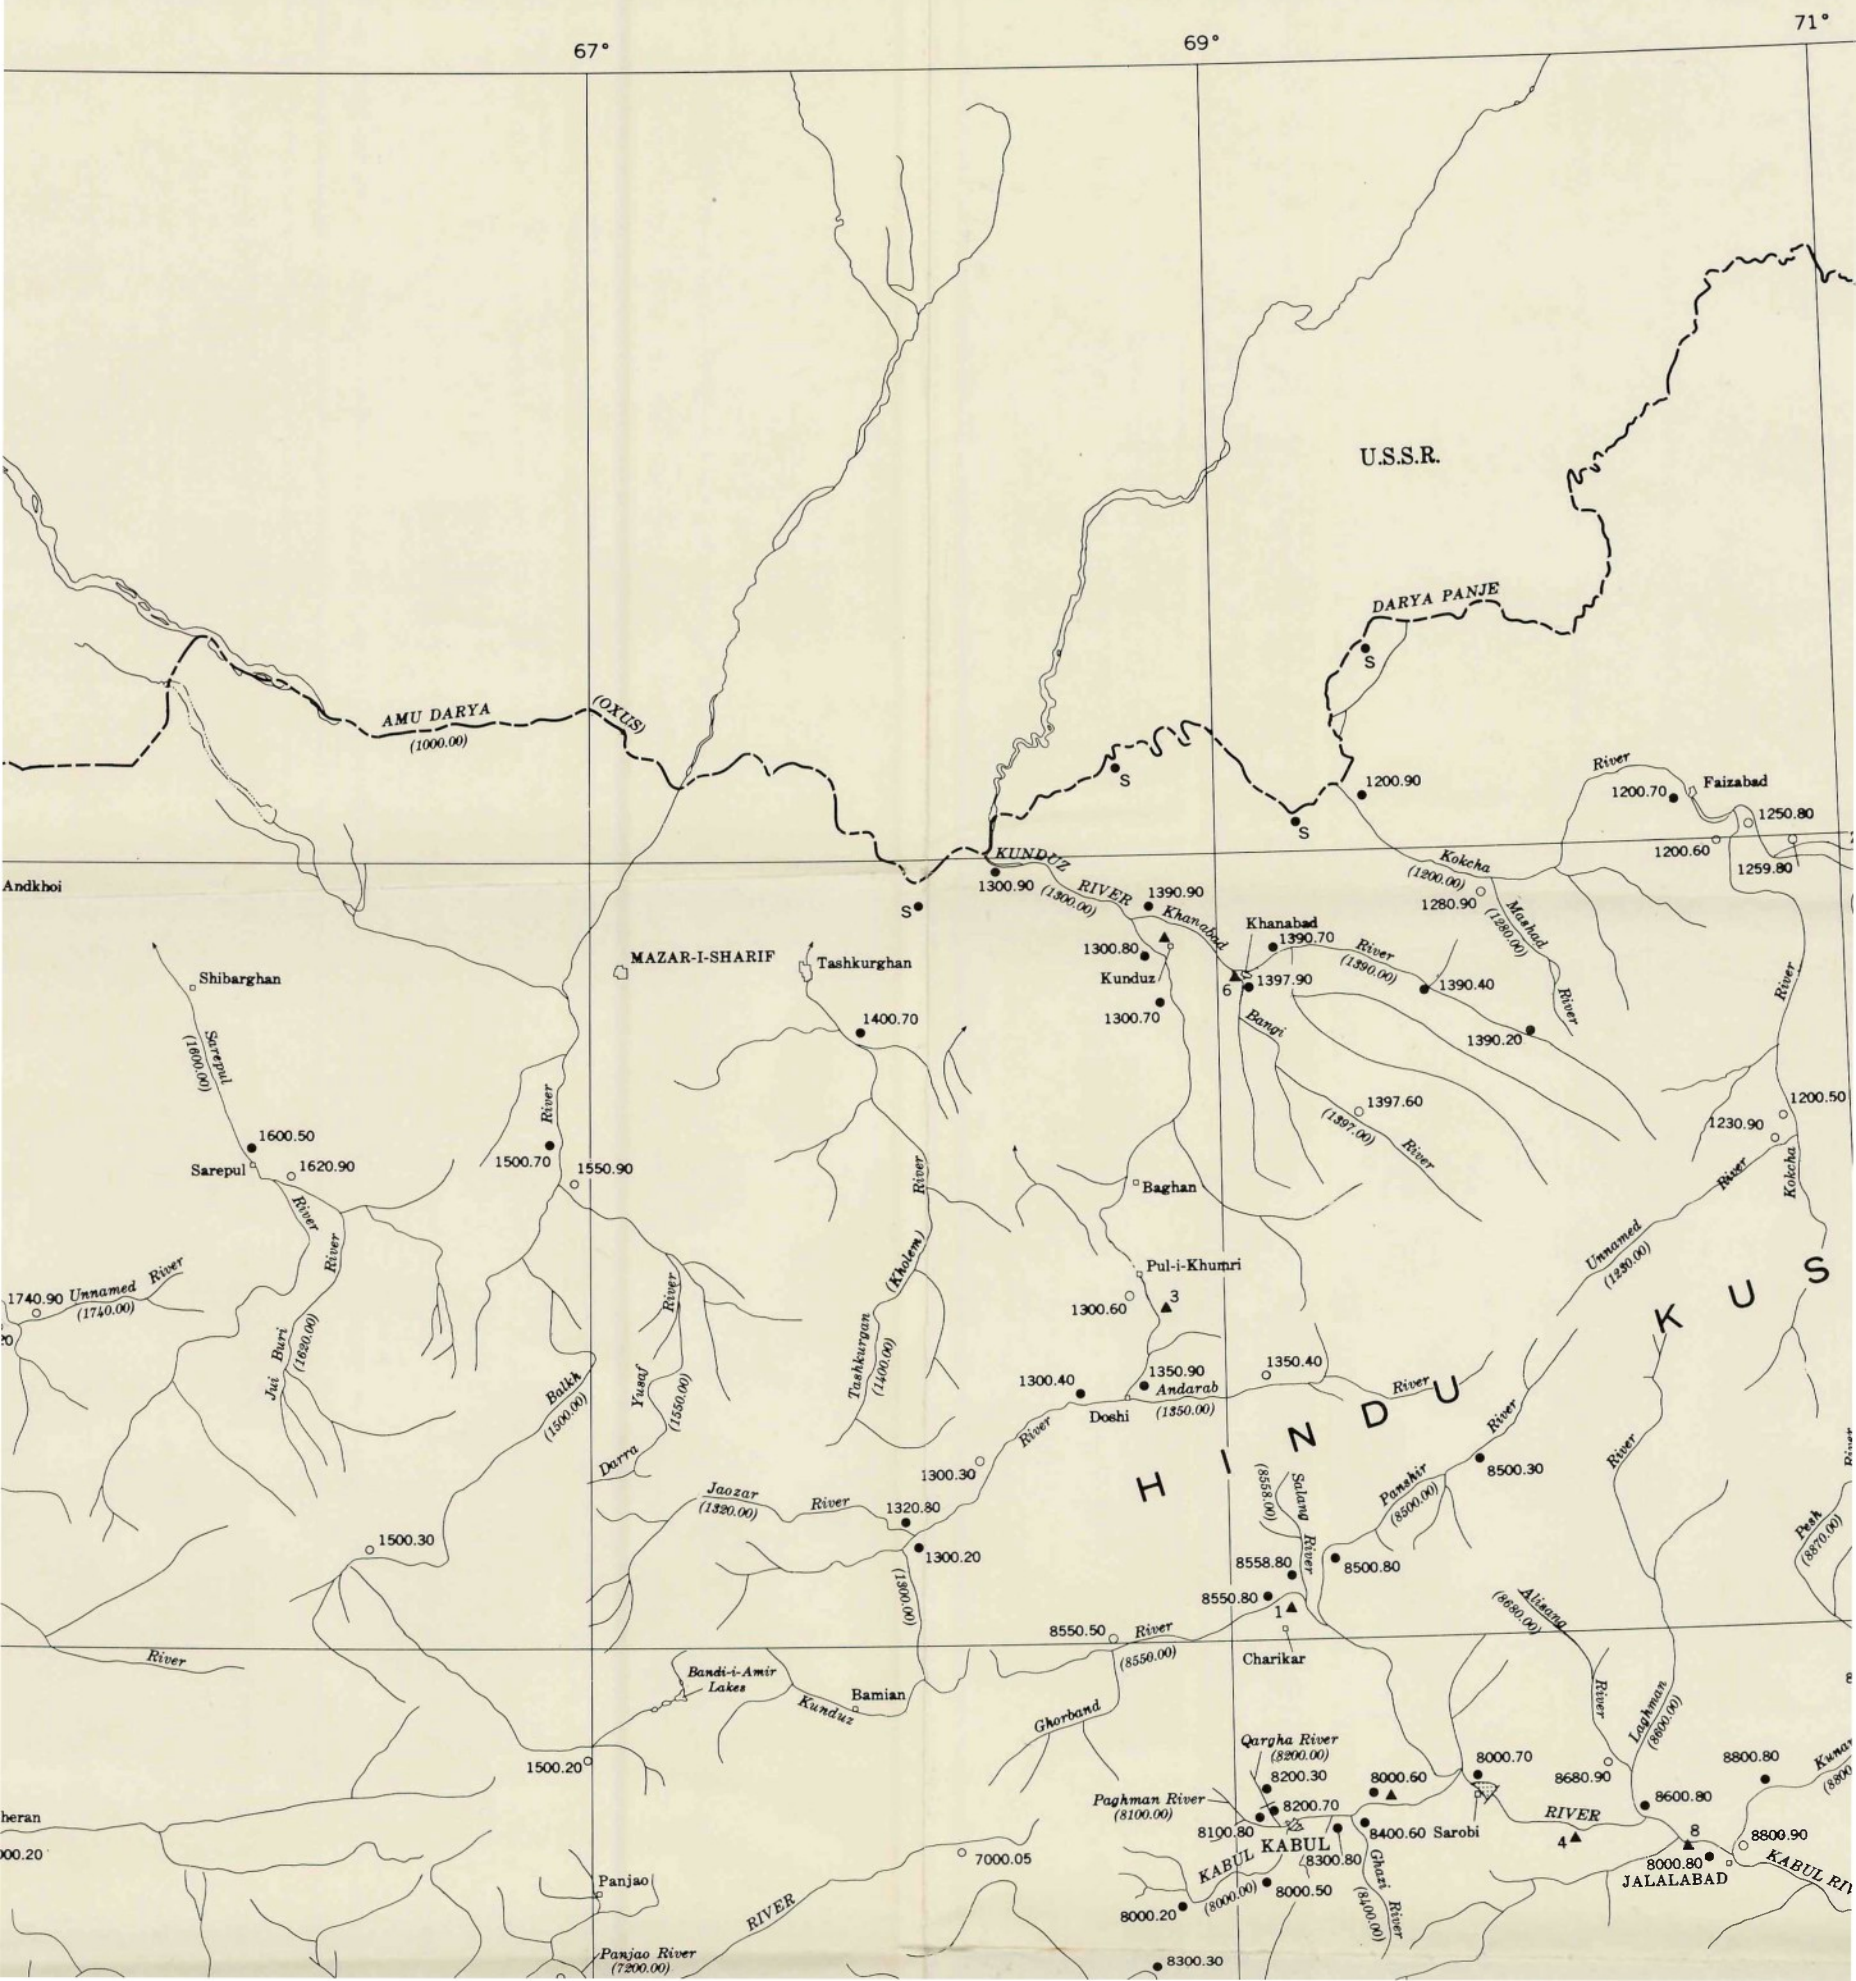 67°
69°
71°
U.S.S.R.
DARYA PANJE
S
AMU DARYA
(1000.00)
(OXUS)
S
S
1200.90
River
1200.70
Faizabad
1250.80
1200.60
1259.80
KUNDUZ
RIVER
(1300.00)
1300.90
S
Kokcha
(1200.00)
1280.90
Mashad
(1280.00)
River
Andkhoi
1390.90
Khanabad
Khanabad
1390.70
River
(1390.00)
1390.40
1390.20
1300.80
Kunduz
1300.70
6
1397.90
Bangi
1397.60
(1397.00)
River
MAZAR-I-SHARIF
Tashkurghan
1400.70
Shibarghan
Sarepul
(1600.00)
River
1600.50
Sarepul
1620.90
River
River
1500.70
1550.90
River
River
1200.50
1230.90
River
Kokcha
Baghan
Unnamed
(1230.00)
Pul-i-Khumri
1300.60
3
River
(Kholem)
Tashkurgan
(1400.00)
1740.90 Unnamed River
(1740.00)
20
River
Jui Buri
(1620.00)
Balkh
(1500.00)
Yusaf
(1550.00)
Darra
1300.40
1350.90
1350.40
Andarab
(1350.00)
River
Doshi
River
1300.30
HINDU KUS
River
8500.30
Panshir
(8500.00)
River
River
Pesh
(8870.00)
Jaozar
(1320.00)
River
1320.80
1300.20
(1300.00)
1500.30
Salang
(8558.00)
River
8558.80
8500.80
8550.80
1
8550.50
River
(8550.00)
Charikar
Alisang
(8680.00)
River
Laghman
(8600.00)
River
Bandi-i-Amir
Lakes
Bamian
Kunduz
Ghorband
1500.20
Qargha River
(8200.00)
8200.30
8000.60
8000.70
8680.90
8800.80
Kunar
(8800
Paghman River
(8100.00)
8200.70
8600.80
8100.80
KABUL
8400.60
Sarobi
RIVER
4
8
8800.90
heran
00.20
7000.05
KABUL
8300.80
(8000.00)
8000.50
8000.20
Ghazi
River
(8400.00)
8000.80
JALALABAD
KABUL RIV
Panjao
RIVER
Panjao River
(7200.00)
8300.30